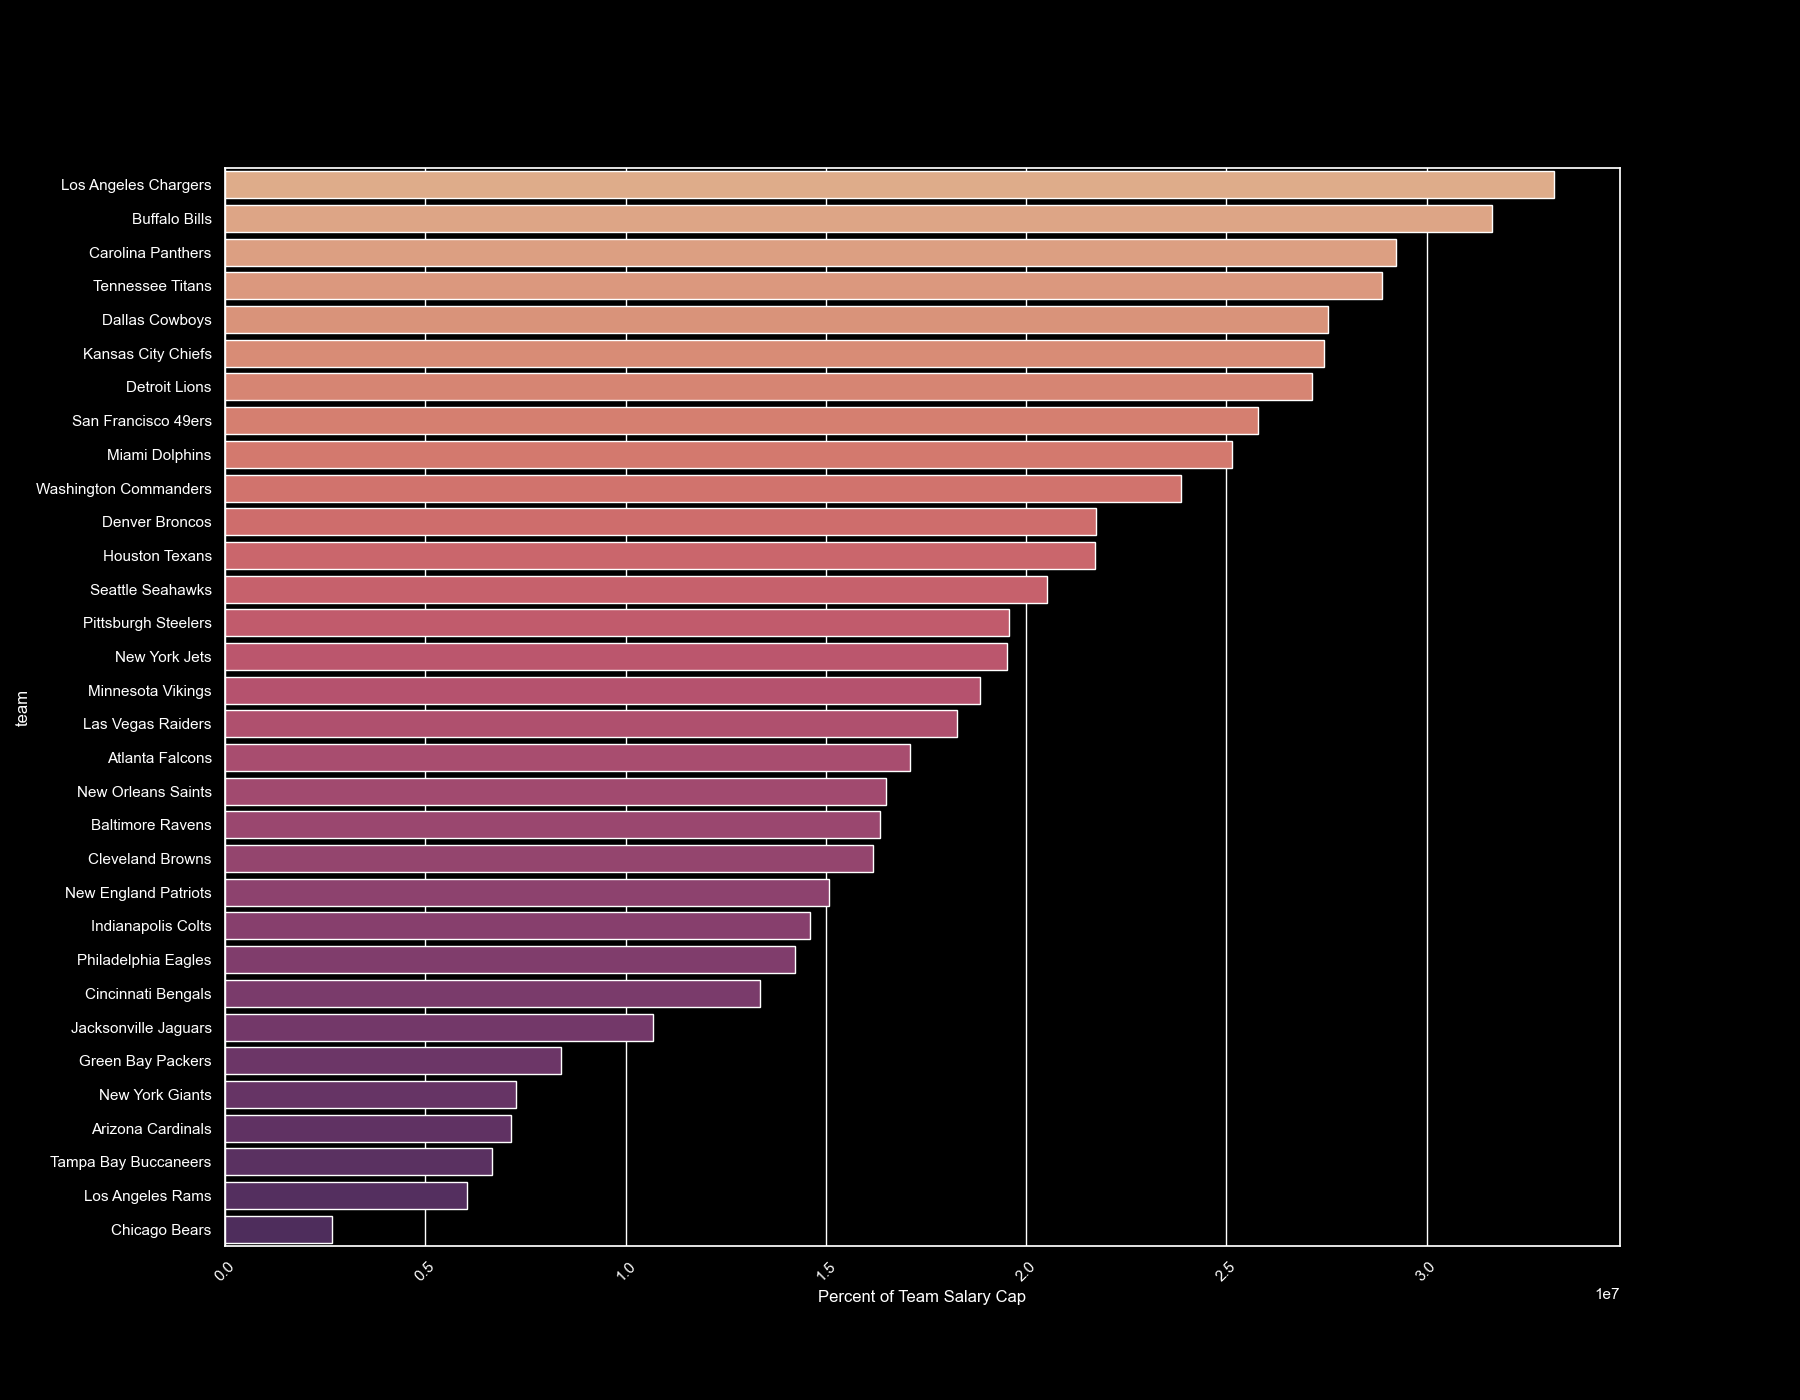 Los Angeles Chargers
Buffalo Bills
Carolina Panthers
Tennessee Titans
Dallas Cowboys
Kansas City Chiefs
Detroit Lions
San Francisco 49ers
Miami Dolphins
Washington Commanders
Denver Broncos
Houston Texans
Seattle Seahawks
Pittsburgh Steelers
New York Jets
Minnesota Vikings
Las Vegas Raiders
Atlanta Falcons
New Orleans Saints
Baltimore Ravens
Cleveland Browns
New England Patriots
Indianapolis Colts
Philadelphia Eagles
Cincinnati Bengals
Jacksonville Jaguars
Green Bay Packers
New York Giants
Arizona Cardinals
Tampa Bay Buccaneers
Los Angeles Rams
Chicago Bears
team
0.0 0.5 1.0 1.5 2.0 2.5 3.0
1e7
Percent of Team Salary Cap